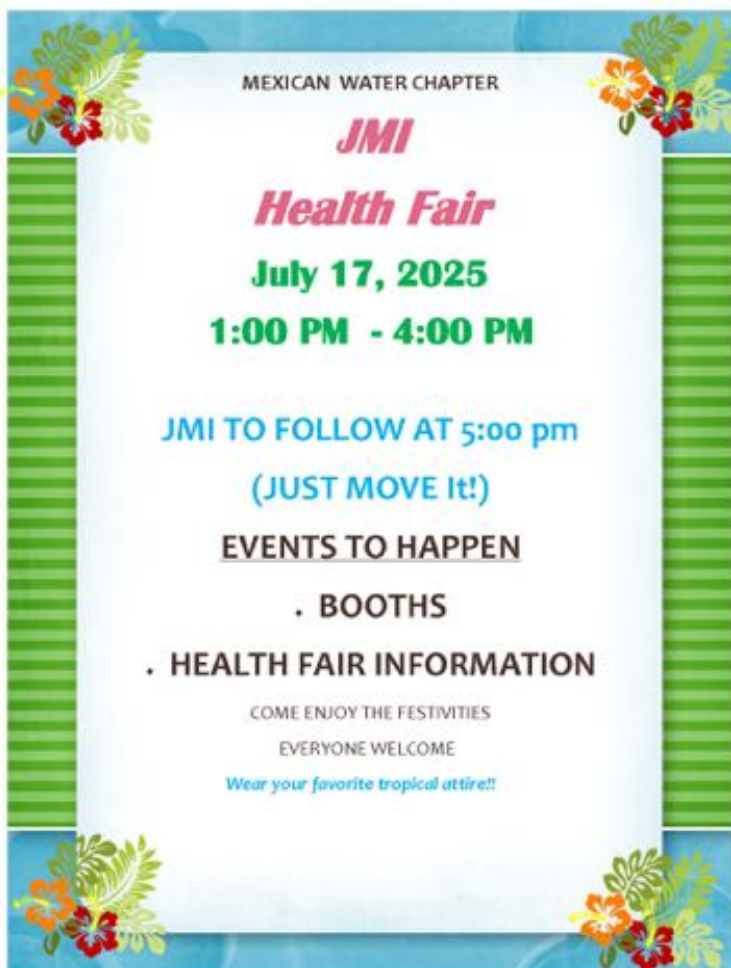 MEXICAN WATER CHAPTER
JMI
Health Fair
July 17, 2025
1:00 PM - 4:00 PM
JMI TO FOLLOW AT 5:00 pm
(JUST MOVE It!)
EVENTS TO HAPPEN
. BOOTHS
. HEALTH FAIR INFORMATION
COME ENJOY THE FESTIVITIES
EVERYONE WELCOME
Wear your favorite tropical attire!!